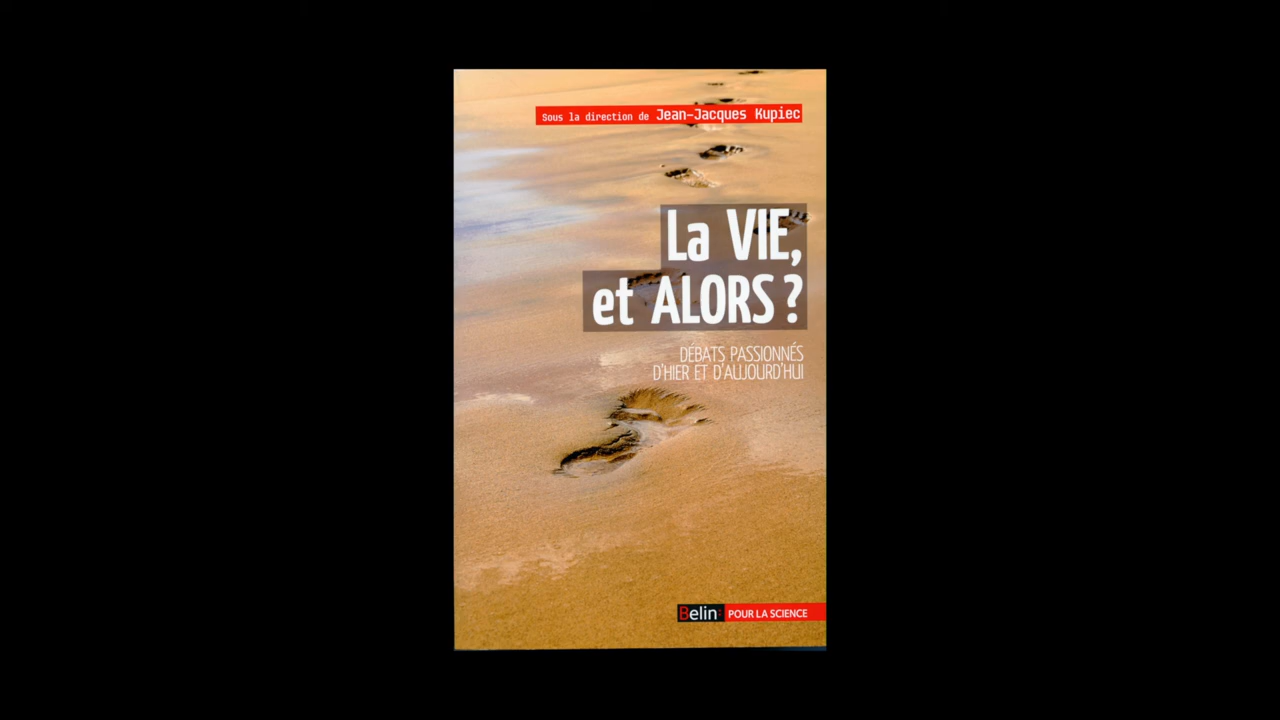 Sous la direction de Jean-Jacques Kupiec
La VIE,
et ALORS ?
DÉBATS PASSIONNÉS
D'HIER ET D'AUJOURD'HUI
Belin: POUR LA SCIENCE